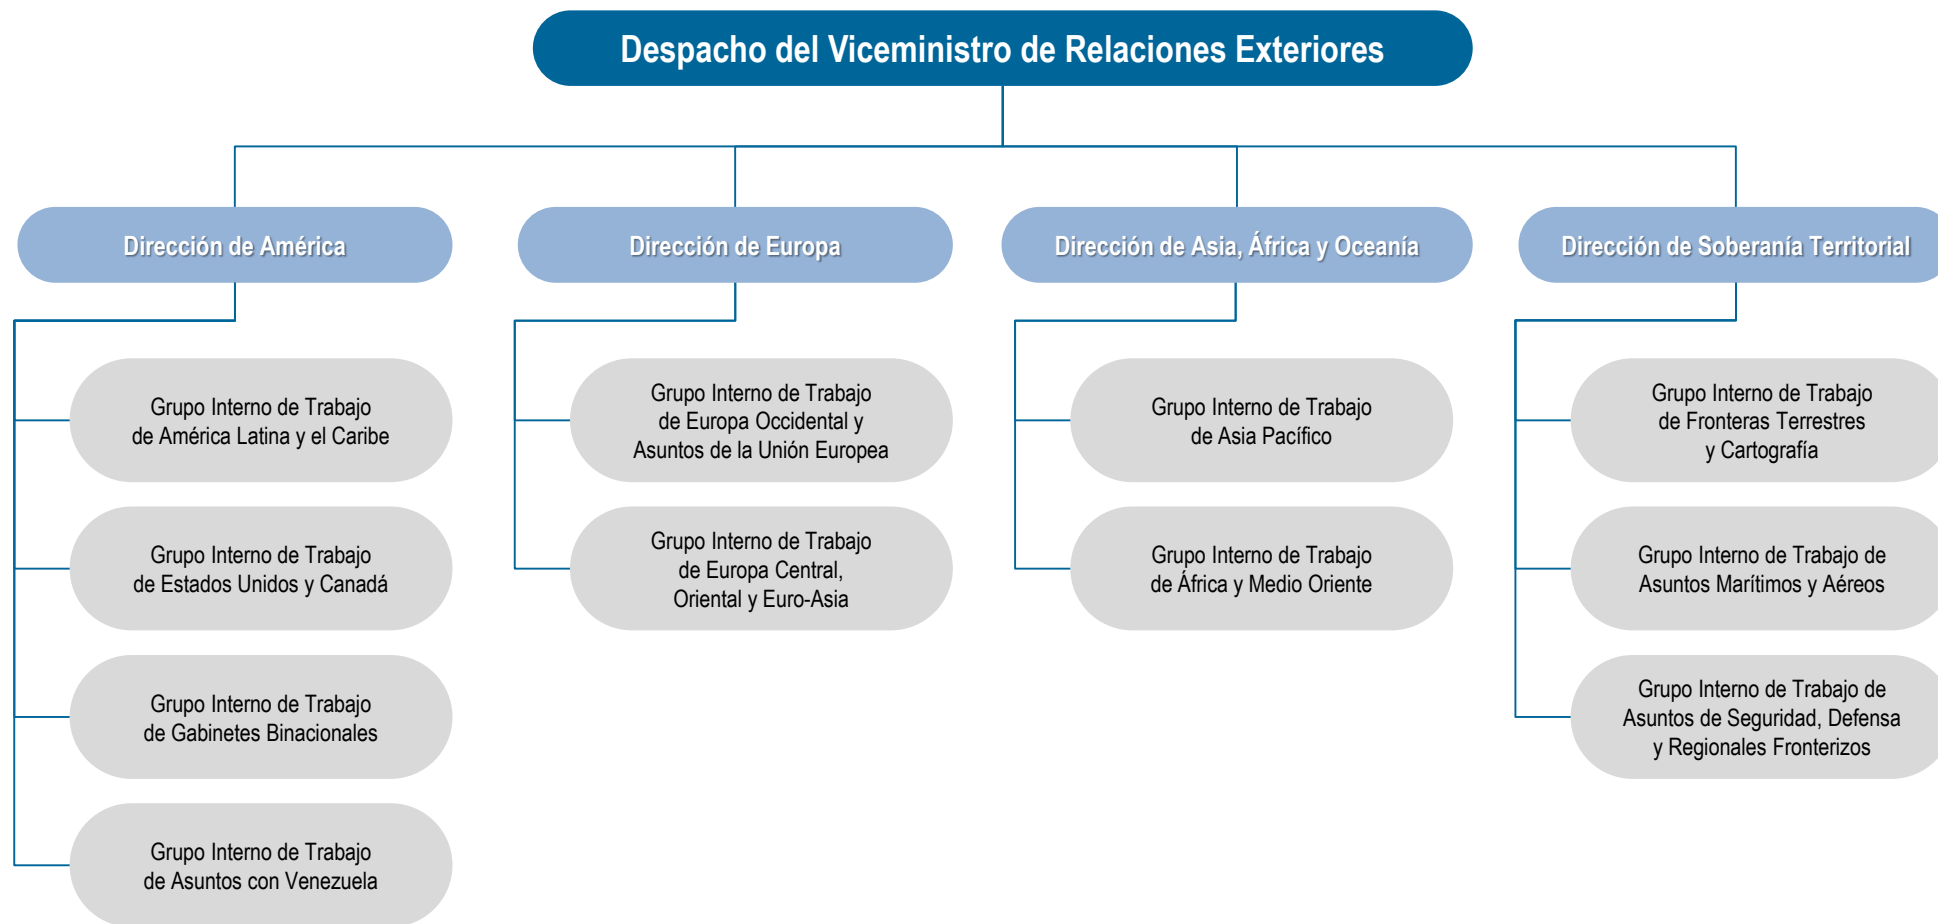 Despacho del Viceministro de Relaciones Exteriores
Dirección de América
Dirección de Europa
Dirección de Asia, África y Oceanía
Dirección de Soberanía Territorial
Grupo Interno de Trabajo
de América Latina y el Caribe
Grupo Interno de Trabajo
de Estados Unidos y Canadá
Grupo Interno de Trabajo
de Gabinetes Binacionales
Grupo Interno de Trabajo
de Asuntos con Venezuela
Grupo Interno de Trabajo
de Europa Occidental y
Asuntos de la Unión Europea
Grupo Interno de Trabajo
de Europa Central,
Oriental y Euro-Asia
Grupo Interno de Trabajo
de Asia Pacífico
Grupo Interno de Trabajo
de África y Medio Oriente
Grupo Interno de Trabajo
de Fronteras Terrestres
y Cartografía
Grupo Interno de Trabajo de
Asuntos Marítimos y Aéreos
Grupo Interno de Trabajo de
Asuntos de Seguridad, Defensa
y Regionales Fronterizos